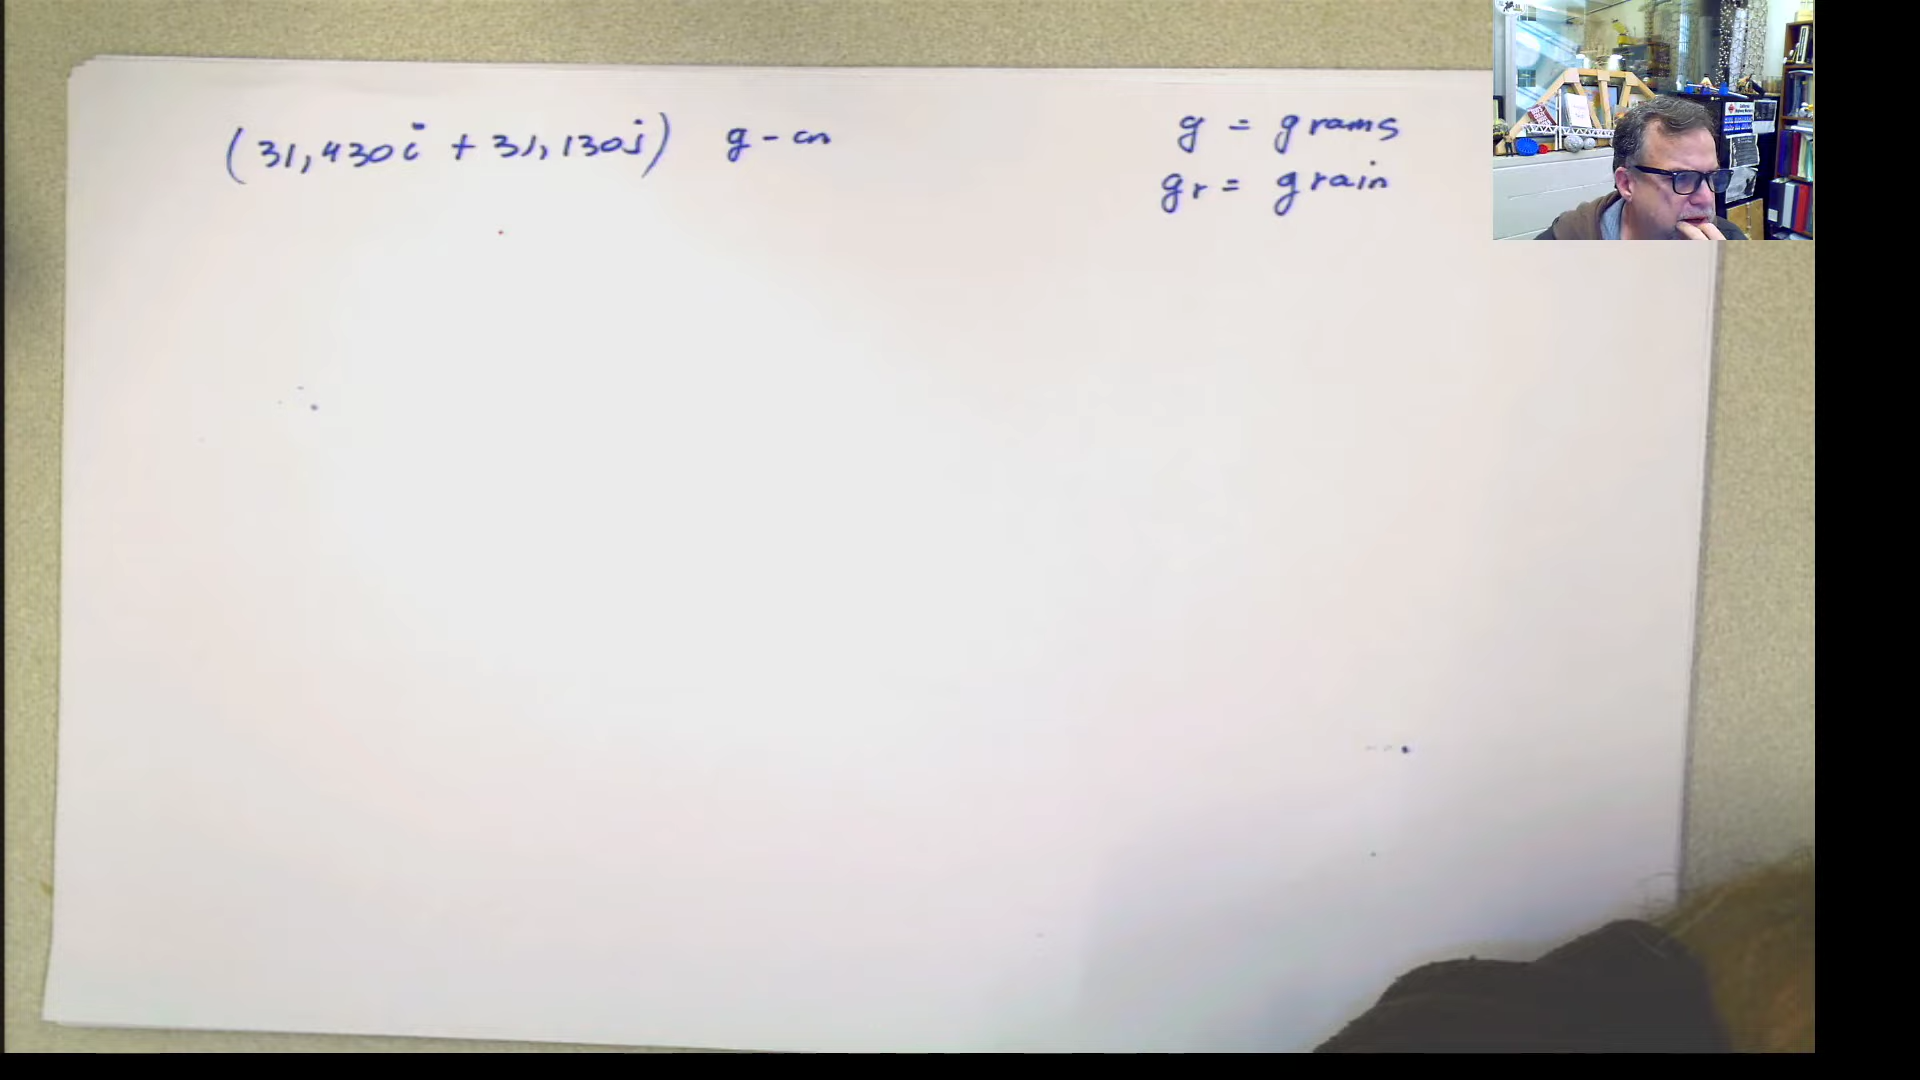 (31,430i + 31,130j) g-cm
g = grams
gr = grain